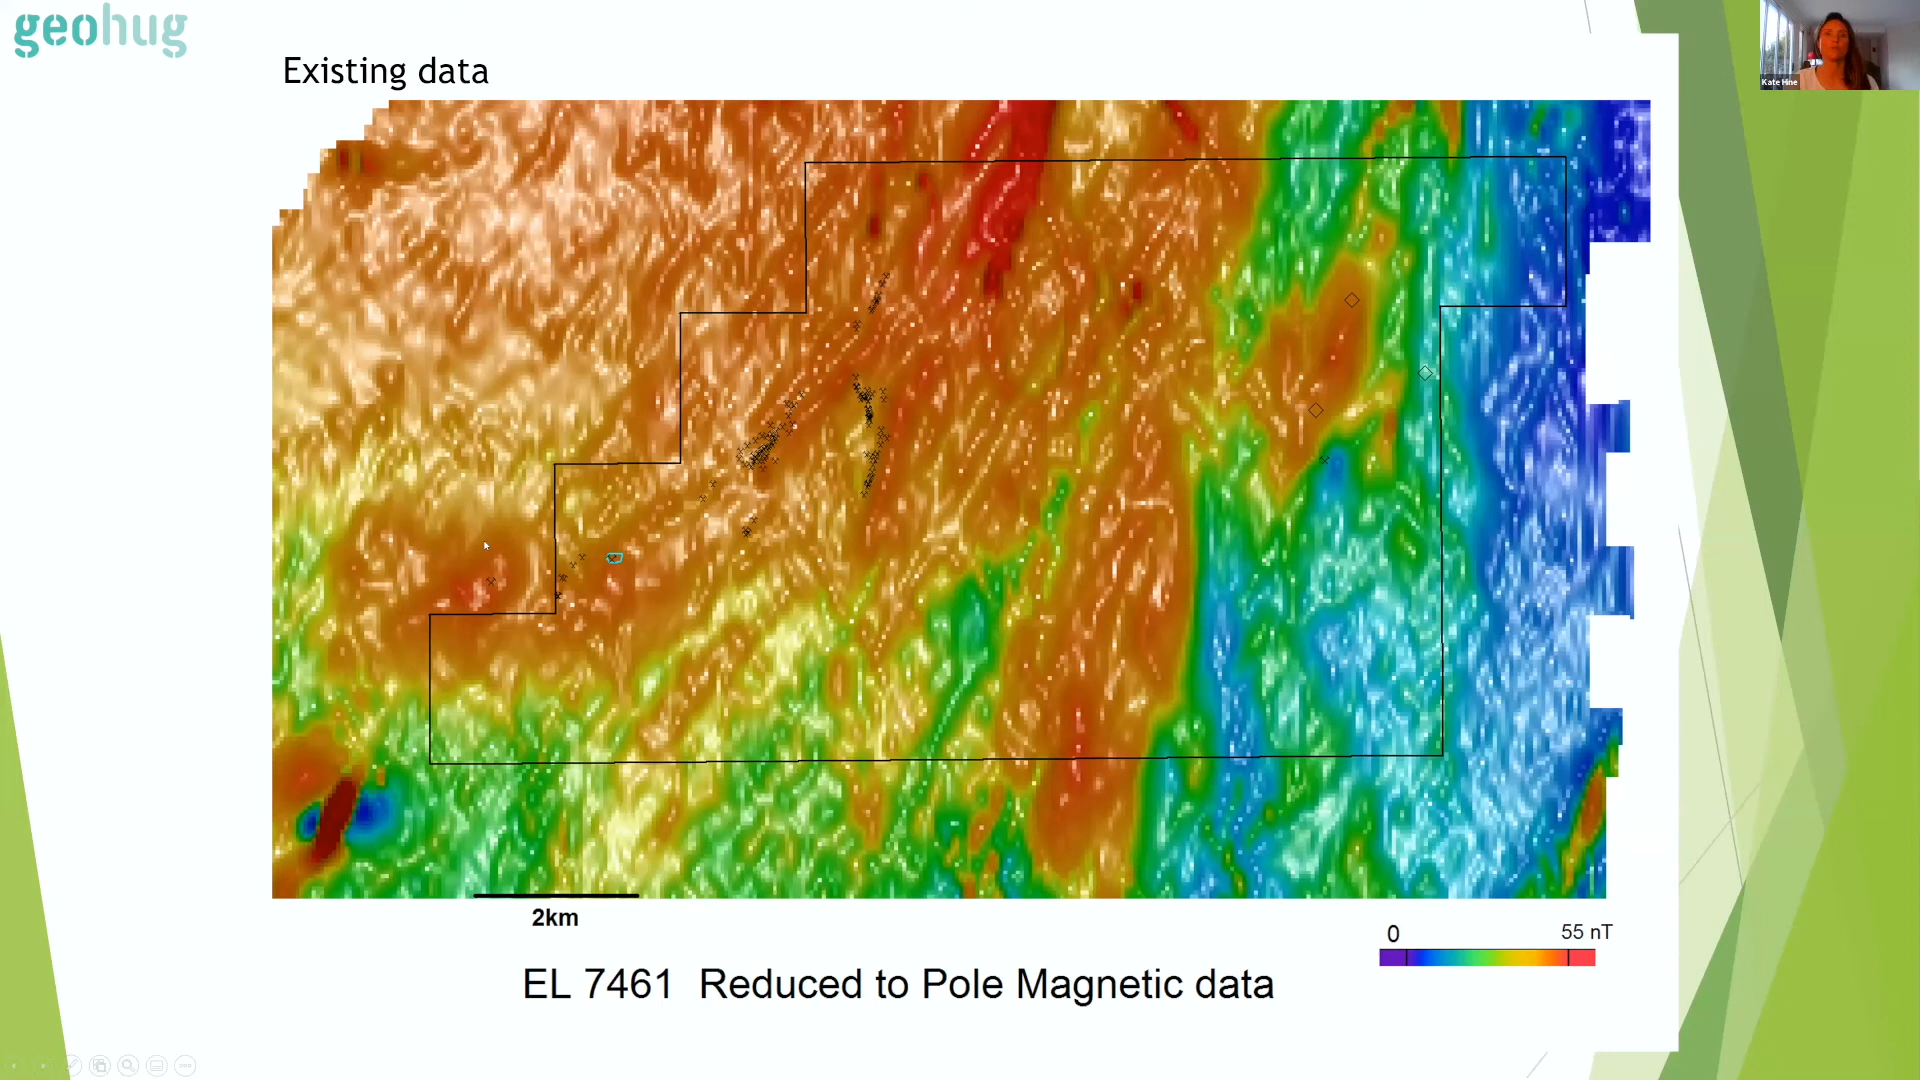 geohug
Existing data
Kate Hine
2km
0
55 nT
EL 7461 Reduced to Pole Magnetic data